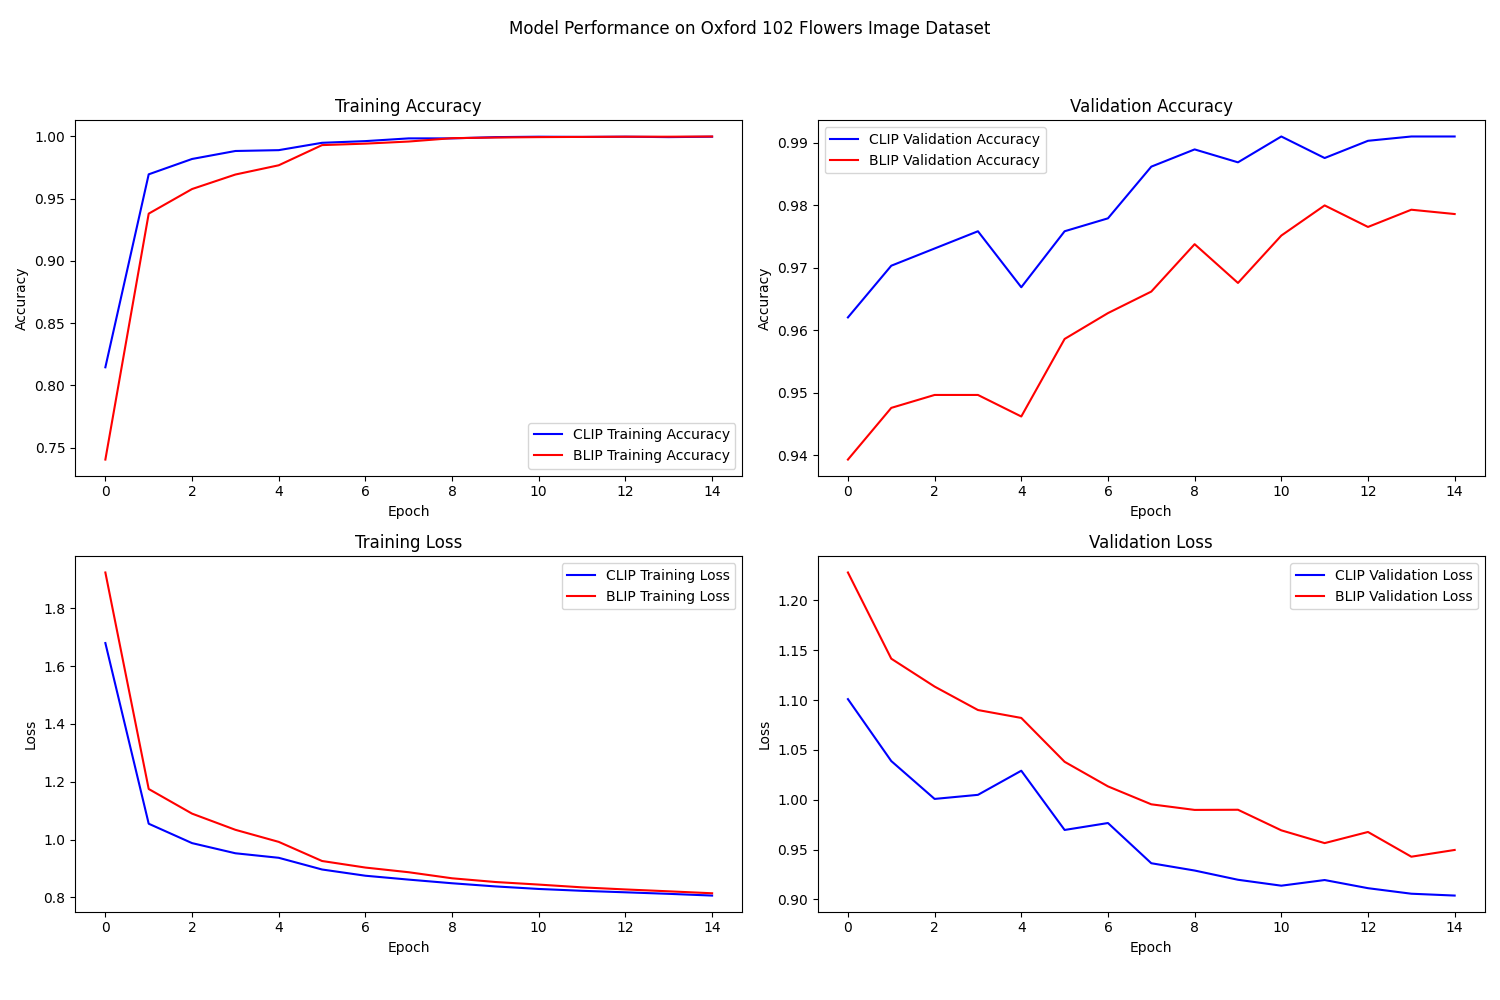 Model Performance on Oxford 102 Flowers Image Dataset
Training Accuracy
Accuracy
1.00
0.95
0.90
0.85
0.80
0.75
CLIP Training Accuracy
BLIP Training Accuracy
0 2 4 6 8 10 12 14
Epoch
Validation Accuracy
Accuracy
0.99
0.98
0.97
0.96
0.95
0.94
CLIP Validation Accuracy
BLIP Validation Accuracy
0 2 4 6 8 10 12 14
Epoch
Training Loss
Loss
1.8
1.6
1.4
1.2
1.0
0.8
CLIP Training Loss
BLIP Training Loss
0 2 4 6 8 10 12 14
Epoch
Validation Loss
Loss
1.20
1.15
1.10
1.05
1.00
0.95
0.90
CLIP Validation Loss
BLIP Validation Loss
0 2 4 6 8 10 12 14
Epoch